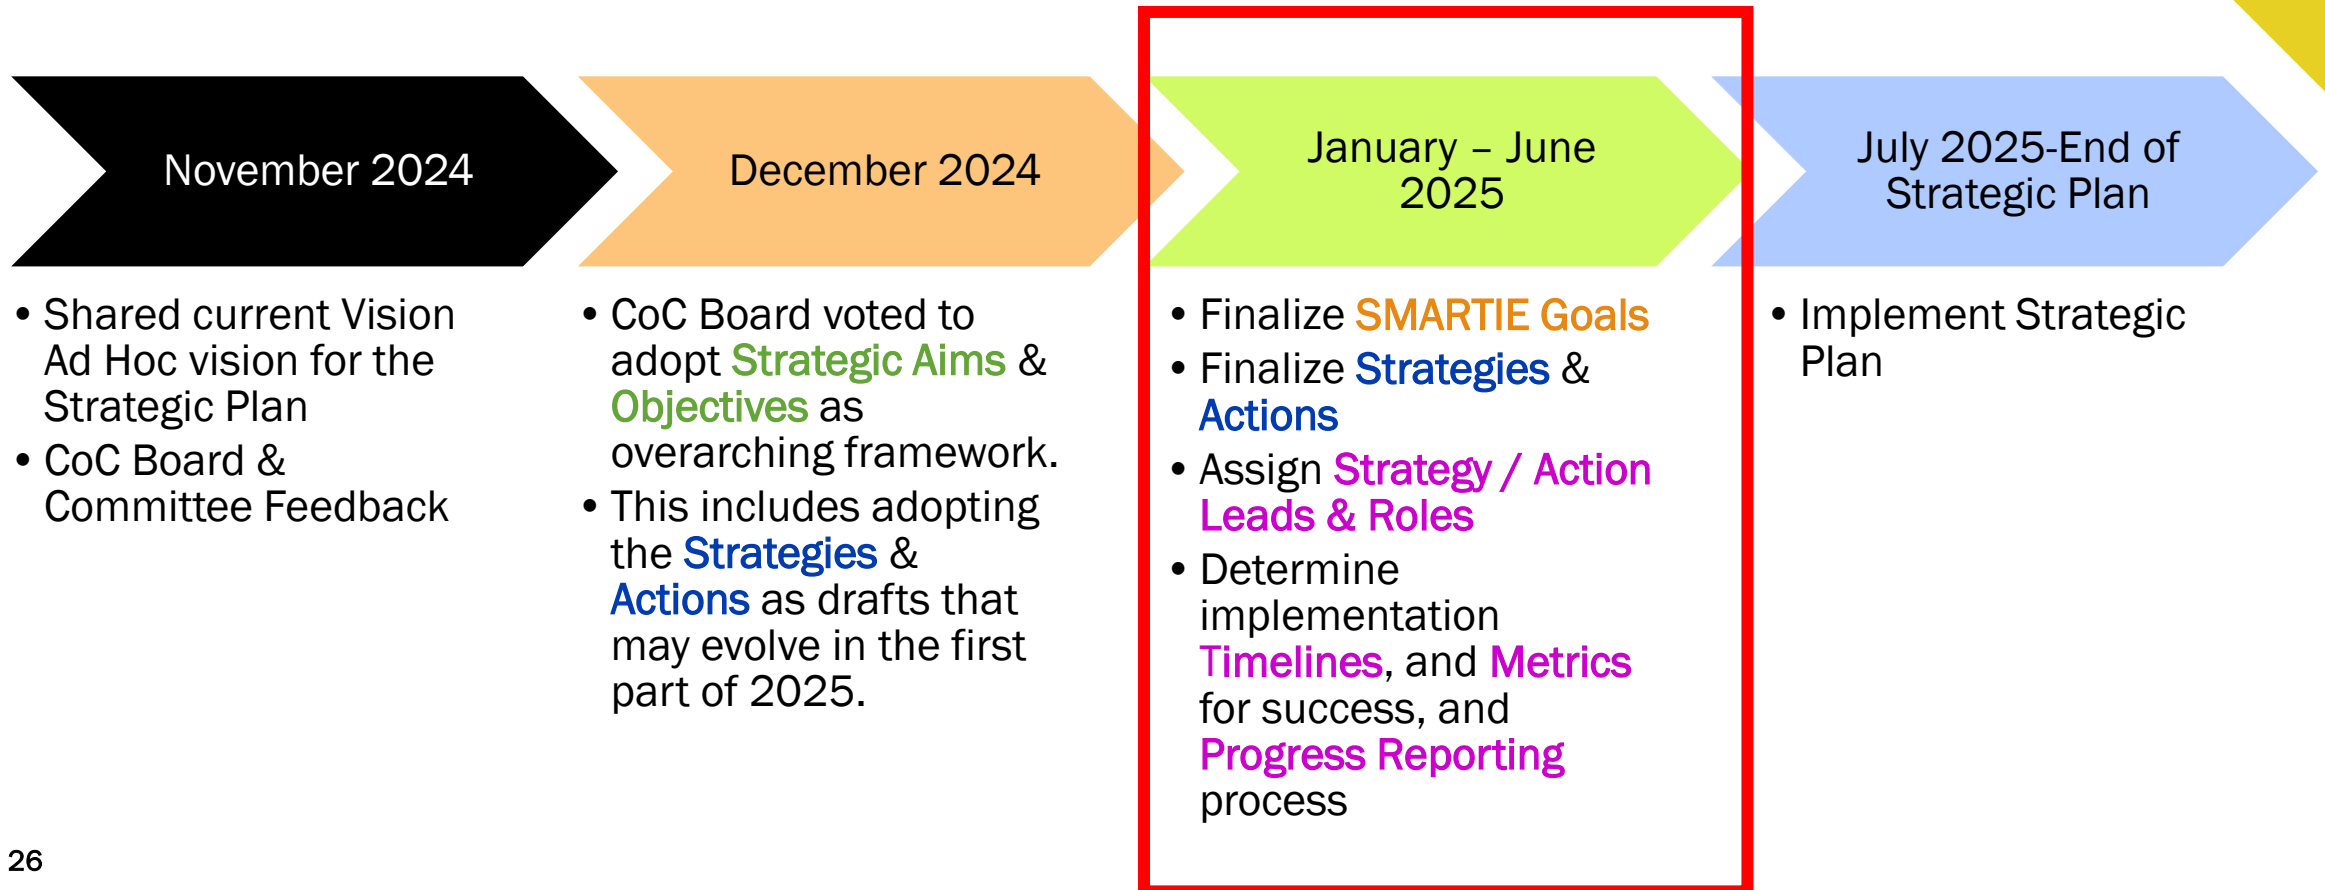 November 2024
• Shared current Vision
Ad Hoc vision for the
Strategic Plan
• CoC Board &
Committee Feedback
December 2024
• CoC Board voted to
adopt Strategic Aims &
Objectives as
overarching framework.
• This includes adopting
the Strategies &
Actions as drafts that
may evolve in the first
part of 2025.
January – June
2025
• Finalize SMARTIE Goals
• Finalize Strategies &
Actions
• Assign Strategy / Action
Leads & Roles
• Determine
implementation
Timelines, and Metrics
for success, and
Progress Reporting
process
July 2025-End of
Strategic Plan
• Implement Strategic
Plan
26